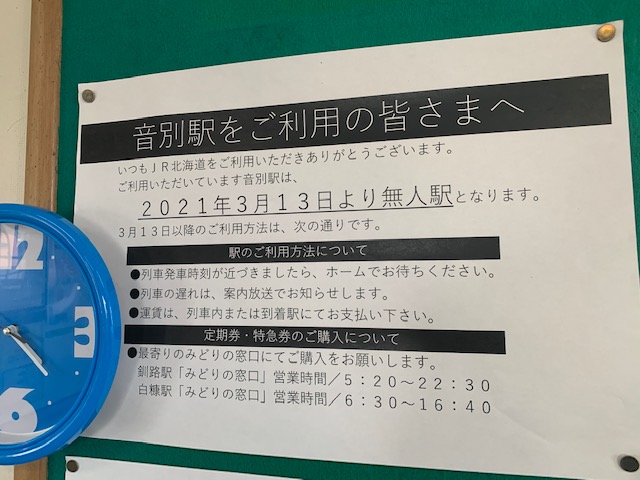 音別駅をご利用の皆さまへ
いつもＪＲ北海道をご利用いただきありがとうございます。
ご利用いただいています音別駅は、
２０２１年３月１３日より無人駅となります。
３月１３日以降のご利用方法は、次の通りです。
駅のご利用方法について
●列車発車時刻が近づきましたら、ホームでお待ちください。
●列車の遅れは、案内放送でお知らせします。
●運賃は、列車内または到着駅にてお支払い下さい。
定期券・特急券のご購入について
●最寄りのみどりの窓口にてご購入をお願いします。
釧路駅「みどりの窓口」営業時間／５：２０～２２：３０
白糠駅「みどりの窓口」営業時間／６：３０～１６：４０
12
3
6